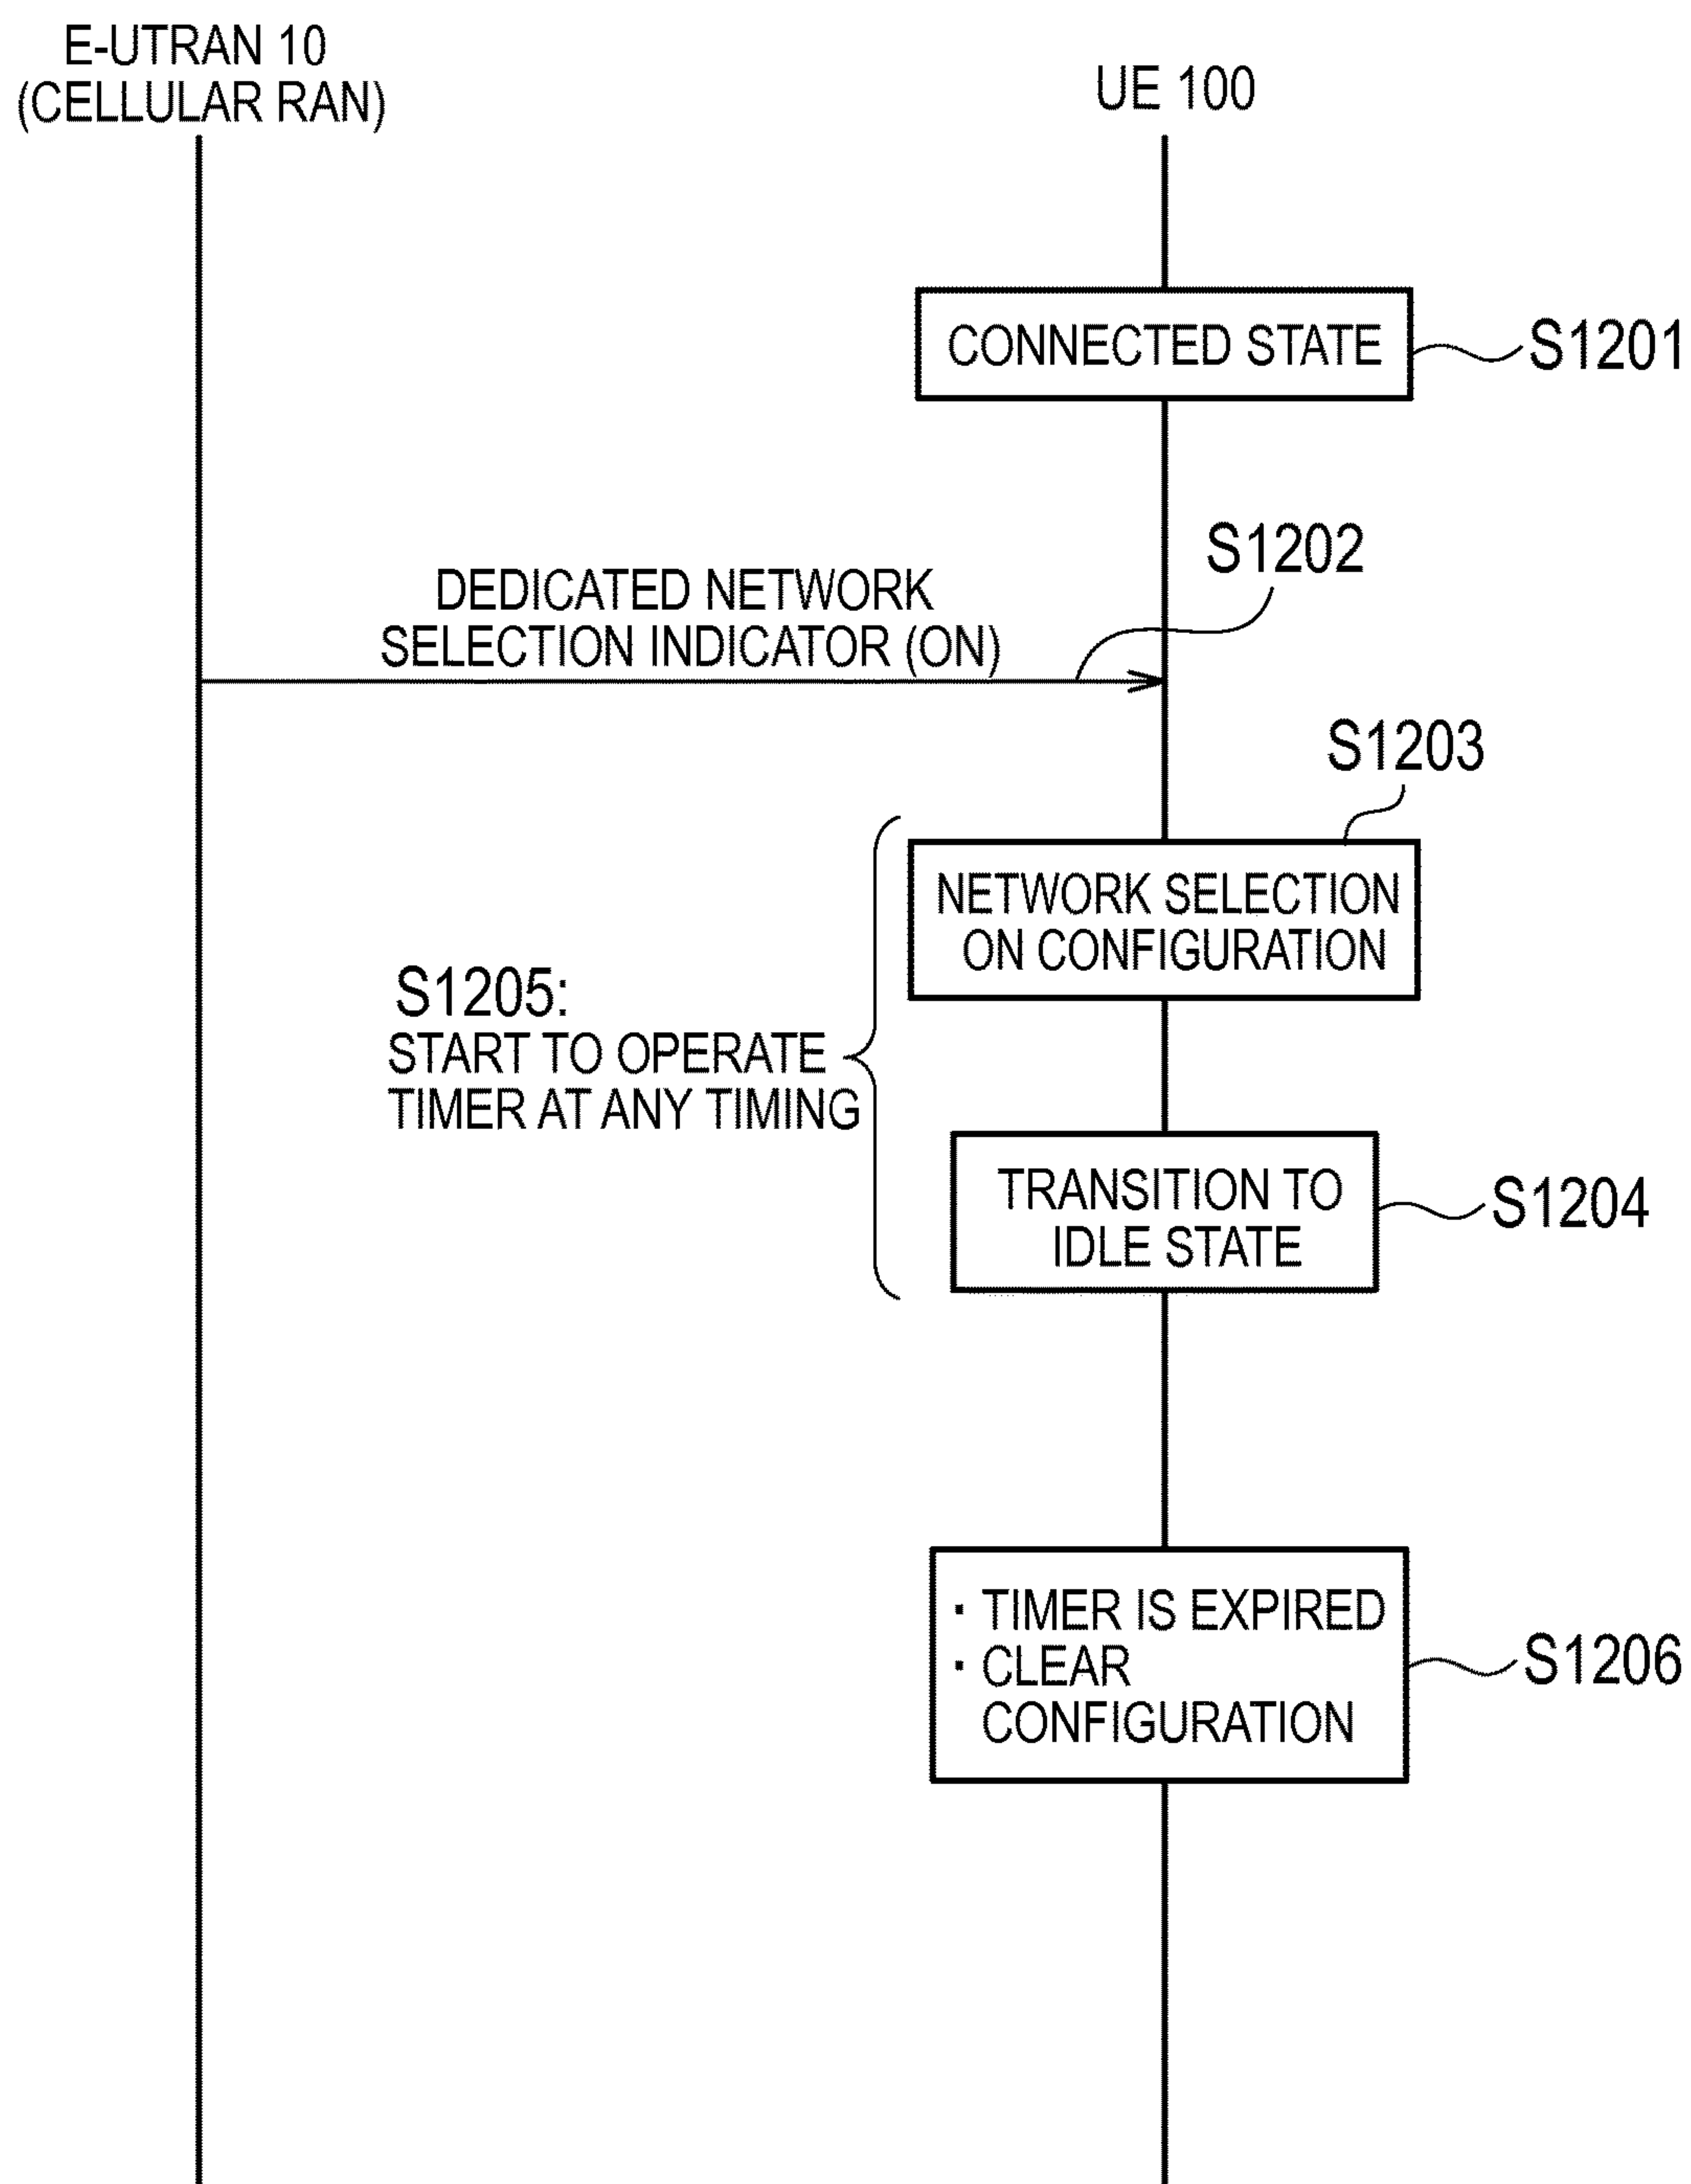 E-UTRAN 10
(CELLULAR RAN)
UE 100
CONNECTED STATE
S1201
S1202
DEDICATED NETWORK
SELECTION INDICATOR (ON)
S1203
NETWORK SELECTION
ON CONFIGURATION
S1205:
START TO OPERATE
TIMER AT ANY TIMING
TRANSITION TO
IDLE STATE
S1204
· TIMER IS EXPIRED
· CLEAR
CONFIGURATION
S1206